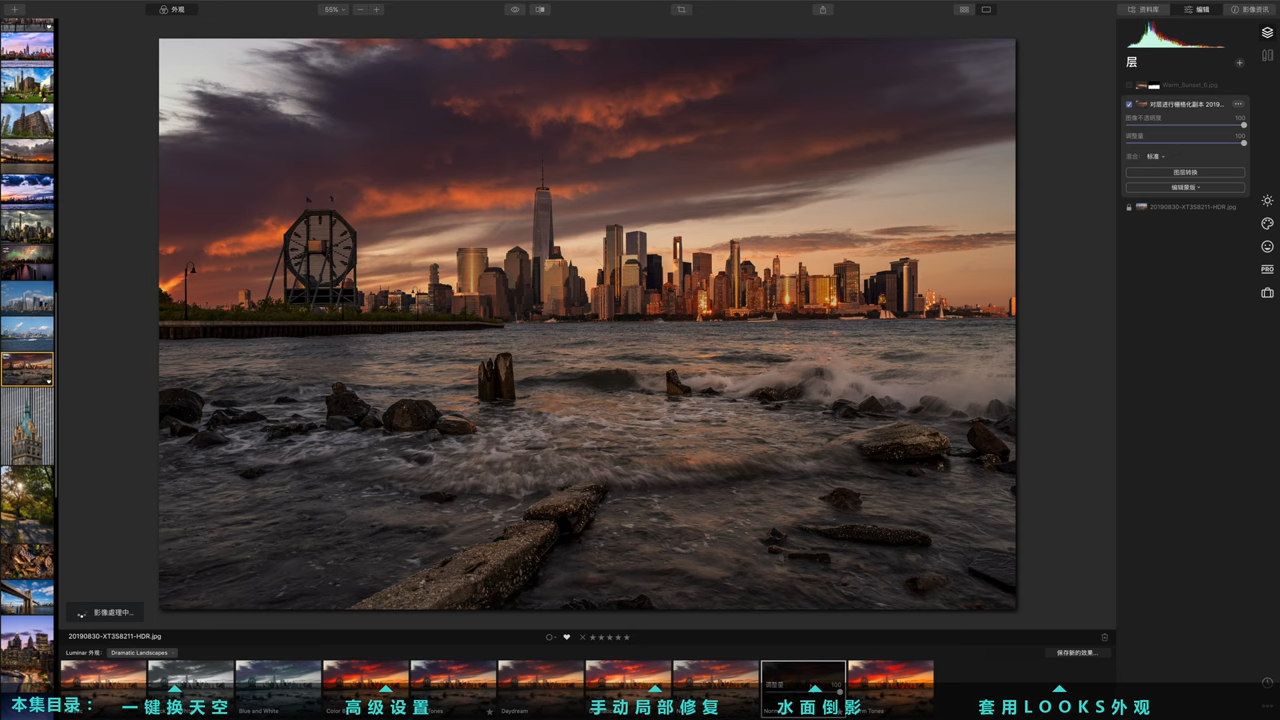 外观
55%
资料库
编辑
影像资讯
层
Warm_Sunset_6.jpg
对层进行栅格化副本 2019...
图像不透明度 100
调整量 100
混合: 标准
图层转换
编辑蒙版
20190830-XT3S8211-HDR.jpg
PRO
影像處理中...
20190830-XT3S8211-HDR.jpg
Luminar 外观: Dramatic Landscapes
保存新的效果...
调整量 100
Blue and White
Daydream
本集目录：
一键换天空
高级设置
手动局部修复
水面倒影
套用LOOKS外观